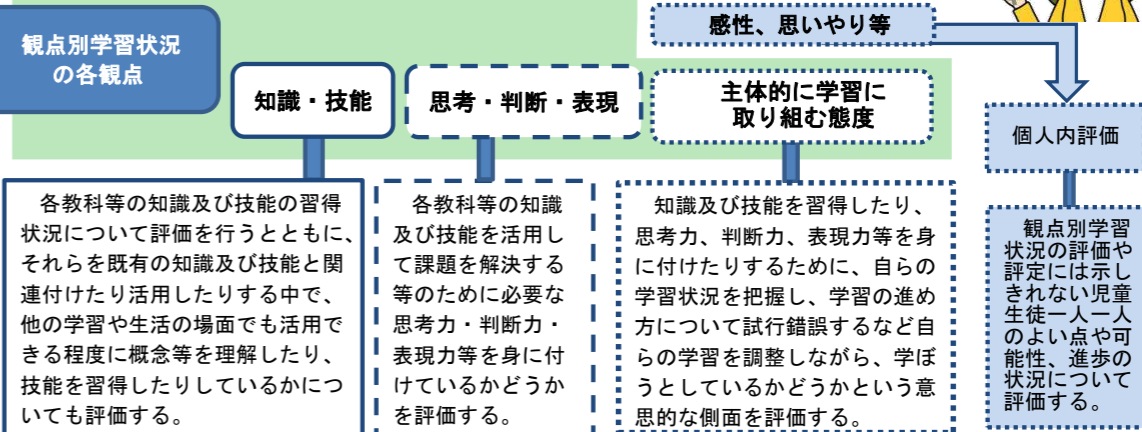 感性、思いやり等
観点別学習状況
の各観点
知識・技能
思考・判断・表現
主体的に学習に
取り組む態度
個人内評価
各教科等の知識及び技能の習得
状況について評価を行うとともに、
それらを既有の知識及び技能と関
連付けたり活用したりする中で、
他の学習や生活の場面でも活用で
きる程度に概念等を理解したり、
技能を習得したりしているかにつ
いても評価する。
各教科等の知識
及び技能を活用し
て課題を解決する
等のために必要な
思考力・判断力・
表現力等を身に付
けているかどうか
を評価する。
知識及び技能を習得したり、
思考力、判断力、表現力等を身
に付けたりするために、自らの
学習状況を把握し、学習の進め
方について試行錯誤するなど自
らの学習を調整しながら、学ぼ
うとしているかどうかという意
思的な側面を評価する。
観点別学習
状況の評価や
評定には示し
きれない児童
生徒一人一人
のよい点や可
能性、進歩の
状況について
評価する。